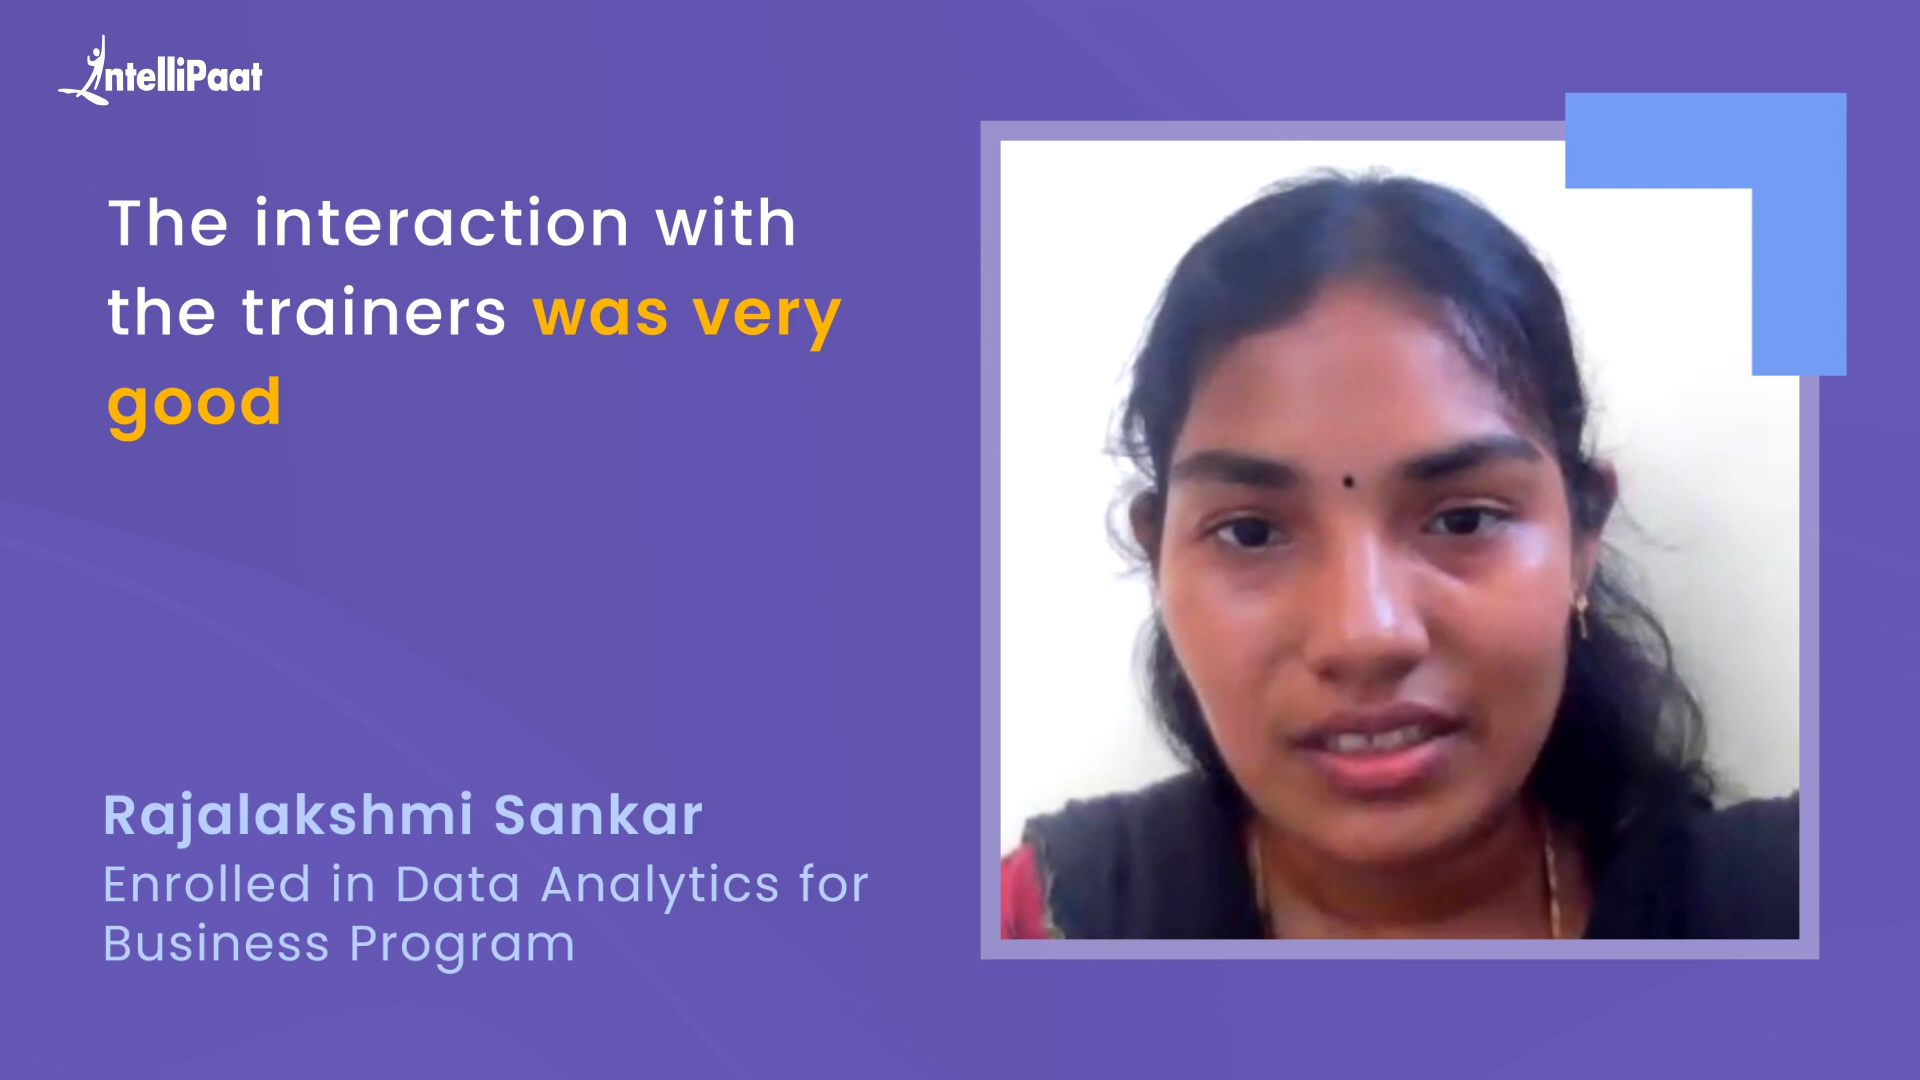 IntelliPaat
The interaction with
the trainers was very
good
Rajalakshmi Sankar
Enrolled in Data Analytics for
Business Program